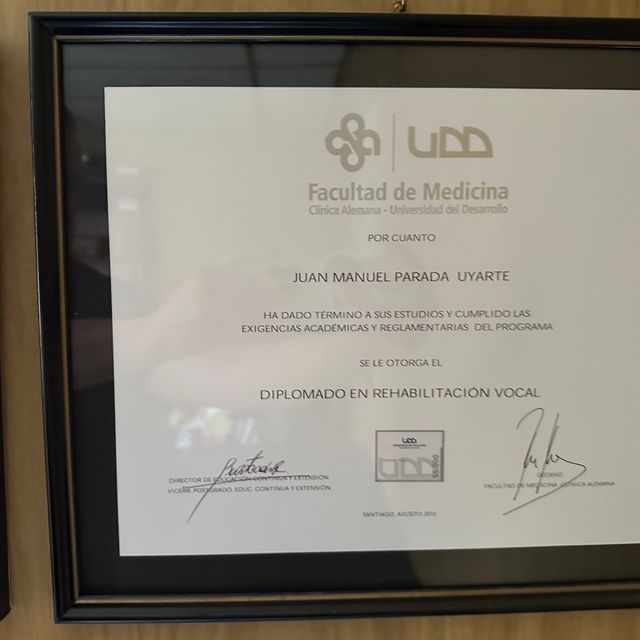 UDD
Facultad de Medicina
Clínica Alemana - Universidad del Desarrollo
POR CUANTO
JUAN MANUEL PARADA UYARTE
HA DADO TÉRMINO A SUS ESTUDIOS Y CUMPLIDO LAS
EXIGENCIAS ACADÉMICAS Y REGLAMENTARIAS DEL PROGRAMA
SE LE OTORGA EL
DIPLOMADO EN REHABILITACIÓN VOCAL
DIRECTOR DE EDUCACIÓN CONTINUA Y EXTENSIÓN
VICERR. POSTGRADO, EDUC. CONTINUA Y EXTENSIÓN
UDD
UDD
DECANO
FACULTAD DE MEDICINA -CLÍNICA ALEMANA
SANTIAGO, AGOSTO